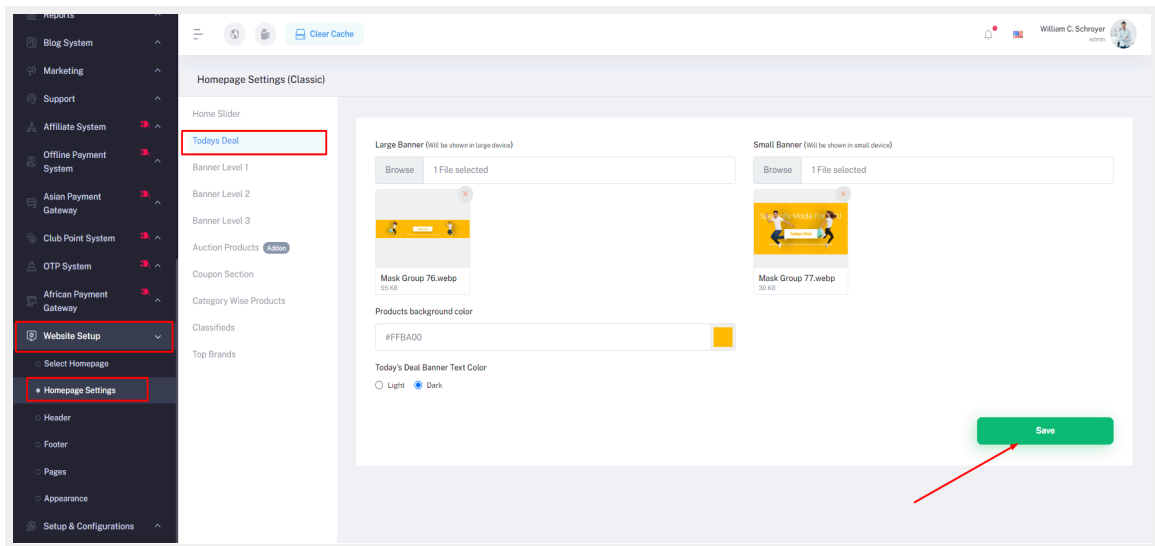 Reports
Blog System
Marketing
Support
Affiliate System
Offline Payment
System
Asian Payment
Gateway
Club Point System
OTP System
African Payment
Gateway
Website Setup
Select Homepage
Homepage Settings
Header
Footer
Pages
Appearance
Setup & Configurations
Clear Cache
William C. Schroyer
admin
Homepage Settings (Classic)
Home Slider
Todays Deal
Banner Level 1
Banner Level 2
Banner Level 3
Auction Products Addon
Coupon Section
Category Wise Products
Classifieds
Top Brands
Large Banner (Will be shown in large device)
Browse 1 File selected
Mask Group 76.webp
55 KB
Products background color
#FFBA00
Today's Deal Banner Text Color
Light Dark
Small Banner (Will be shown in small device)
Browse 1 File selected
Todays Deal
Mask Group 77.webp
30 KB
Save